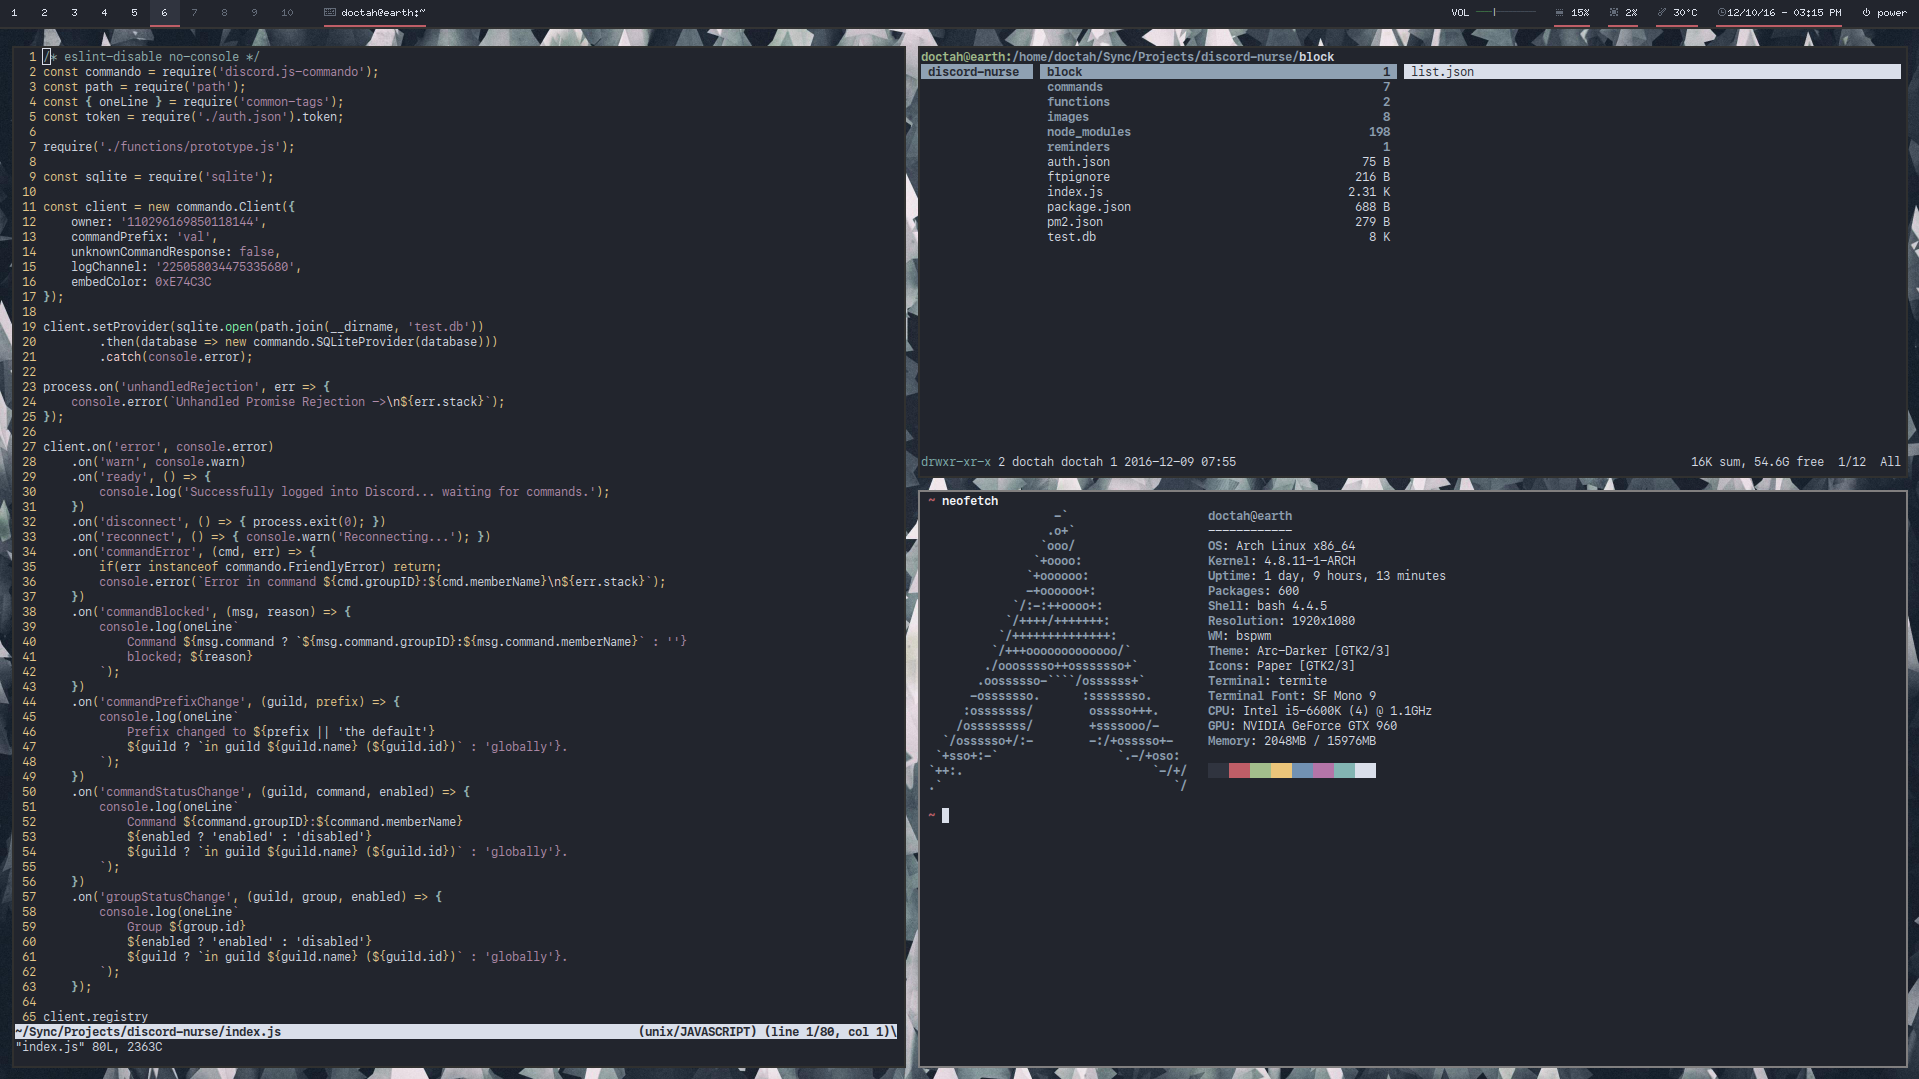 1 2 3 4 5 6 7 8 9 10 doctah@earth:~ VOL 15% 2% 30°C 12/10/16 - 03:15 PM power
1 /* eslint-disable no-console */
2 const commando = require('discord.js-commando');
3 const path = require('path');
4 const { oneLine } = require('common-tags');
5 const token = require('./auth.json').token;
6
7 require('./functions/prototype.js');
8
9 const sqlite = require('sqlite');
10
11 const client = new commando.Client({
12     owner: '110296169850118144',
13     commandPrefix: 'val',
14     unknownCommandResponse: false,
15     logChannel: '225058034475335680',
16     embedColor: 0xE74C3C
17 });
18
19 client.setProvider(sqlite.open(path.join(__dirname, 'test.db'))
20         .then(database => new commando.SQLiteProvider(database)))
21         .catch(console.error);
22
23 process.on('unhandledRejection', err => {
24     console.error(`Unhandled Promise Rejection ->\n${err.stack}`);
25 });
26
27 client.on('error', console.error)
28     .on('warn', console.warn)
29     .on('ready', () => {
30         console.log('Successfully logged into Discord... waiting for commands.');
31     })
32     .on('disconnect', () => { process.exit(0); })
33     .on('reconnect', () => { console.warn('Reconnecting...'); })
34     .on('commandError', (cmd, err) => {
35         if(err instanceof commando.FriendlyError) return;
36         console.error(`Error in command ${cmd.groupID}:${cmd.memberName}\n${err.stack}`);
37     })
38     .on('commandBlocked', (msg, reason) => {
39         console.log(oneLine`
40             Command ${msg.command ? `${msg.command.groupID}:${msg.command.memberName}` : ''}
41             blocked; ${reason}
42         `);
43     })
44     .on('commandPrefixChange', (guild, prefix) => {
45         console.log(oneLine`
46             Prefix changed to ${prefix || 'the default'}
47             ${guild ? `in guild ${guild.name} (${guild.id})` : 'globally'}.
48         `);
49     })
50     .on('commandStatusChange', (guild, command, enabled) => {
51         console.log(oneLine`
52             Command ${command.groupID}:${command.memberName}
53             ${enabled ? 'enabled' : 'disabled'}
54             ${guild ? `in guild ${guild.name} (${guild.id})` : 'globally'}.
55         `);
56     })
57     .on('groupStatusChange', (guild, group, enabled) => {
58         console.log(oneLine`
59             Group ${group.id}
60             ${enabled ? 'enabled' : 'disabled'}
61             ${guild ? `in guild ${guild.name} (${guild.id})` : 'globally'}.
62         `);
63     });
64
65 client.registry
~/Sync/Projects/discord-nurse/index.js (unix/JAVASCRIPT) (line 1/80, col 1)\
"index.js" 80L, 2363C
doctah@earth:/home/doctah/Sync/Projects/discord-nurse/block
discord-nurse block 1 list.json
commands 7
functions 2
images 8
node_modules 198
reminders 1
auth.json 75 B
ftpignore 216 B
index.js 2.31 K
package.json 688 B
pm2.json 279 B
test.db 8 K
drwxr-xr-x 2 doctah doctah 1 2016-12-09 07:55 16K sum, 54.6G free 1/12 All
~ neofetch
                  -`                 doctah@earth
                 .o+`                ------------
                `ooo/                OS: Arch Linux x86_64
               `+oooo:               Kernel: 4.8.11-1-ARCH
              `+oooooo:              Uptime: 1 day, 9 hours, 13 minutes
              -+oooooo+:             Packages: 600
            `/:-:++oooo+:            Shell: bash 4.4.5
           `/++++/+++++++:           Resolution: 1920x1080
          `/++++++++++++++:          WM: bspwm
         `/+++ooooooooooooo/`        Theme: Arc-Darker [GTK2/3]
        ./ooosssso++osssssso+`       Icons: Paper [GTK2/3]
       .oossssso-````/ossssss+`      Terminal: termite
      -osssssso.      :ssssssso.     Terminal Font: SF Mono 9
     :osssssss/        osssso+++.    CPU: Intel i5-6600K (4) @ 1.1GHz
    /ossssssss/        +ssssooo/-    GPU: NVIDIA GeForce GTX 960
  `/ossssso+/:-        -:/+osssso+-  Memory: 2048MB / 15976MB
 `+sso+:-`                 `.-/+oso:
`++:.                           `-/+/
.`                                 `/
~